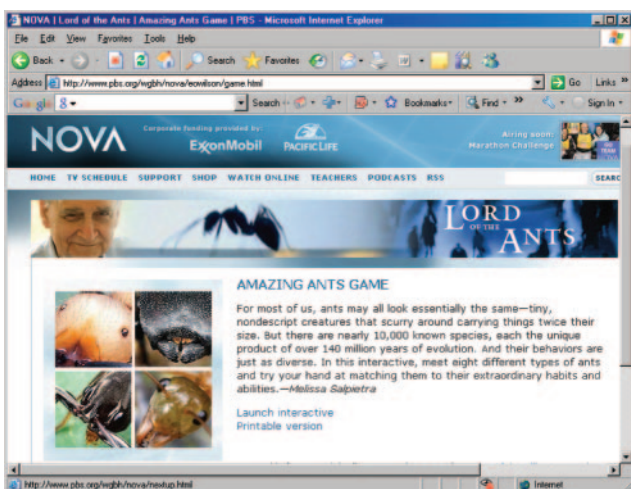 NOVA | Lord of the Ants | Amazing Ants Game | PBS - Microsoft Internet Explorer
File Edit View Favorites Tools Help
Back Search Favorites
Address http://www.pbs.org/wgbh/nova/eowilson/game.html Go Links »
Search Bookmarks Find » Sign In
NOVA
Corporate funding provided by:
ExxonMobil PACIFIC LIFE
Airing soon:
Marathon Challenge
GO TEAM
HOME TV SCHEDULE SUPPORT SHOP WATCH ONLINE TEACHERS PODCASTS RSS SEARC
LORD
OF THE
ANTS
AMAZING ANTS GAME
For most of us, ants may all look essentially the same—tiny,
nondescript creatures that scurry around carrying things twice their
size. But there are nearly 10,000 known species, each the unique
product of over 140 million years of evolution. And their behaviors are
just as diverse. In this interactive, meet eight different types of ants
and try your hand at matching them to their extraordinary habits and
abilities.—Melissa Salpietra
Launch interactive
Printable version
http://www.pbs.org/wgbh/nova/newtup.html Internet